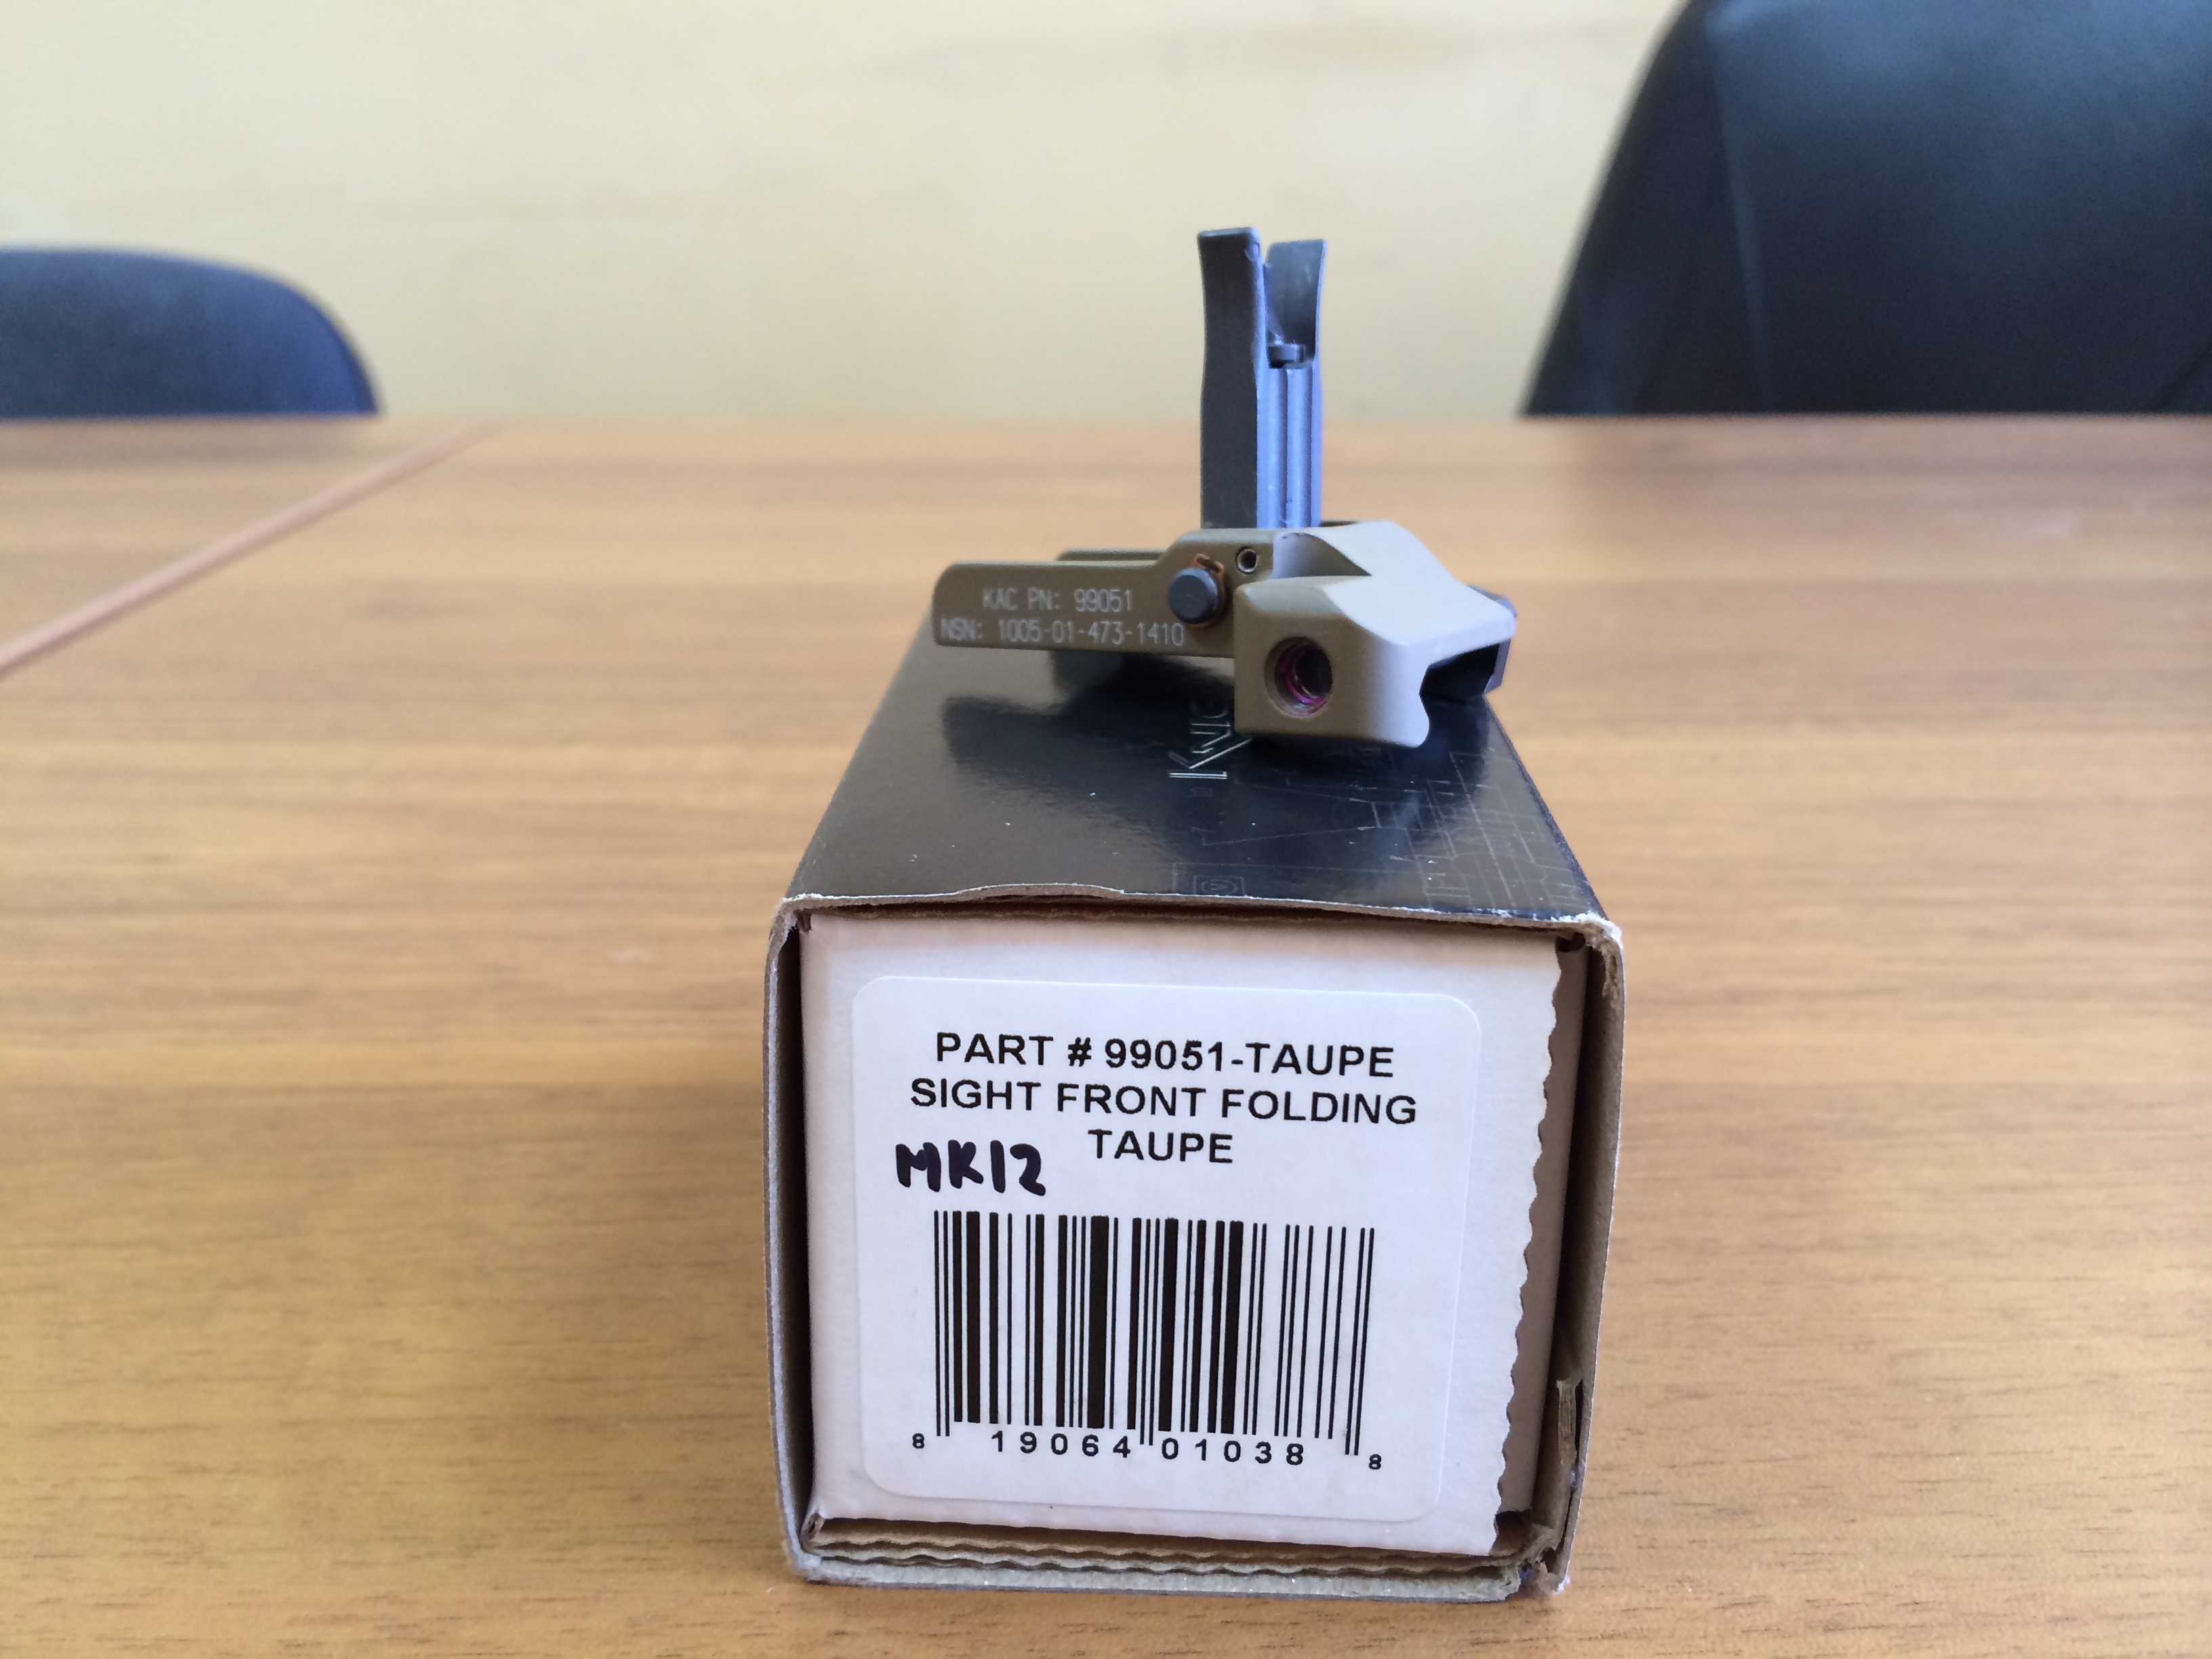 KAC PN: 99051
NSN: 1005-01-473-1410
PART # 99051-TAUPE
SIGHT FRONT FOLDING
TAUPE
MK12
8 19064 01038 8